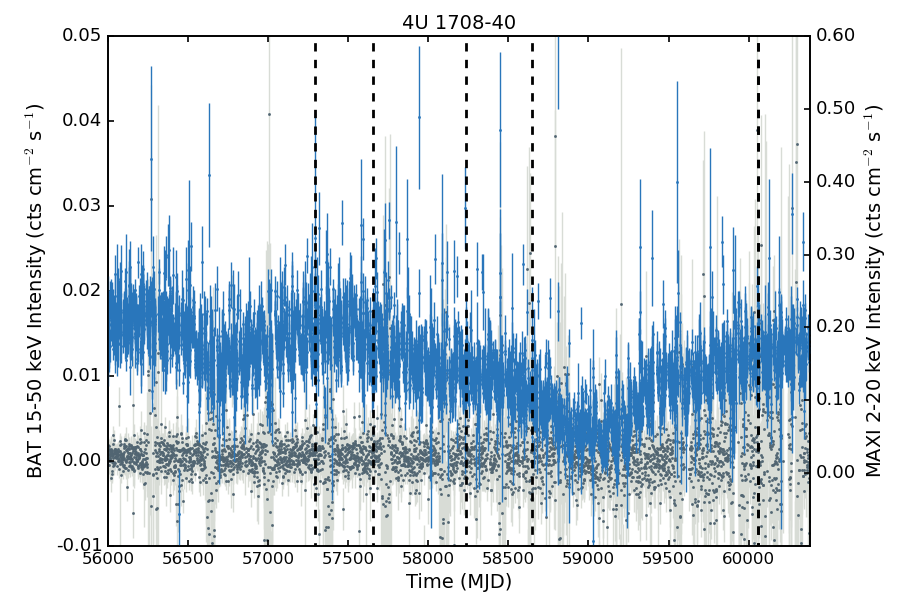 4U 1708-40
0.05
0.04
0.03
0.02
0.01
0.00
-0.01
BAT 15-50 keV Intensity (cts cm⁻² s⁻¹)
0.60
0.50
0.40
0.30
0.20
0.10
0.00
MAXI 2-20 keV Intensity (cts cm⁻² s⁻¹)
56000 56500 57000 57500 58000 58500 59000 59500 60000
Time (MJD)